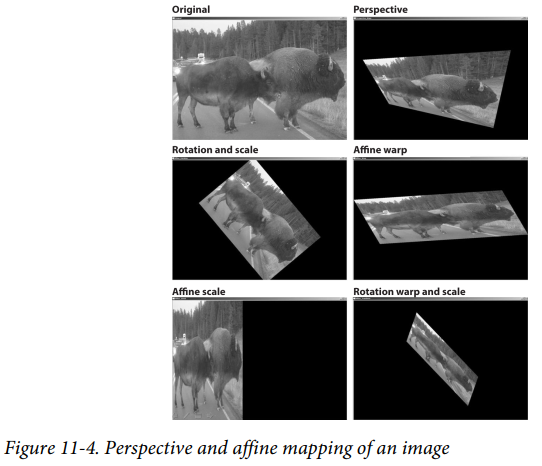 Original
Perspective
Rotation and scale
Affine warp
Affine scale
Rotation warp and scale
Figure 11-4. Perspective and affine mapping of an image